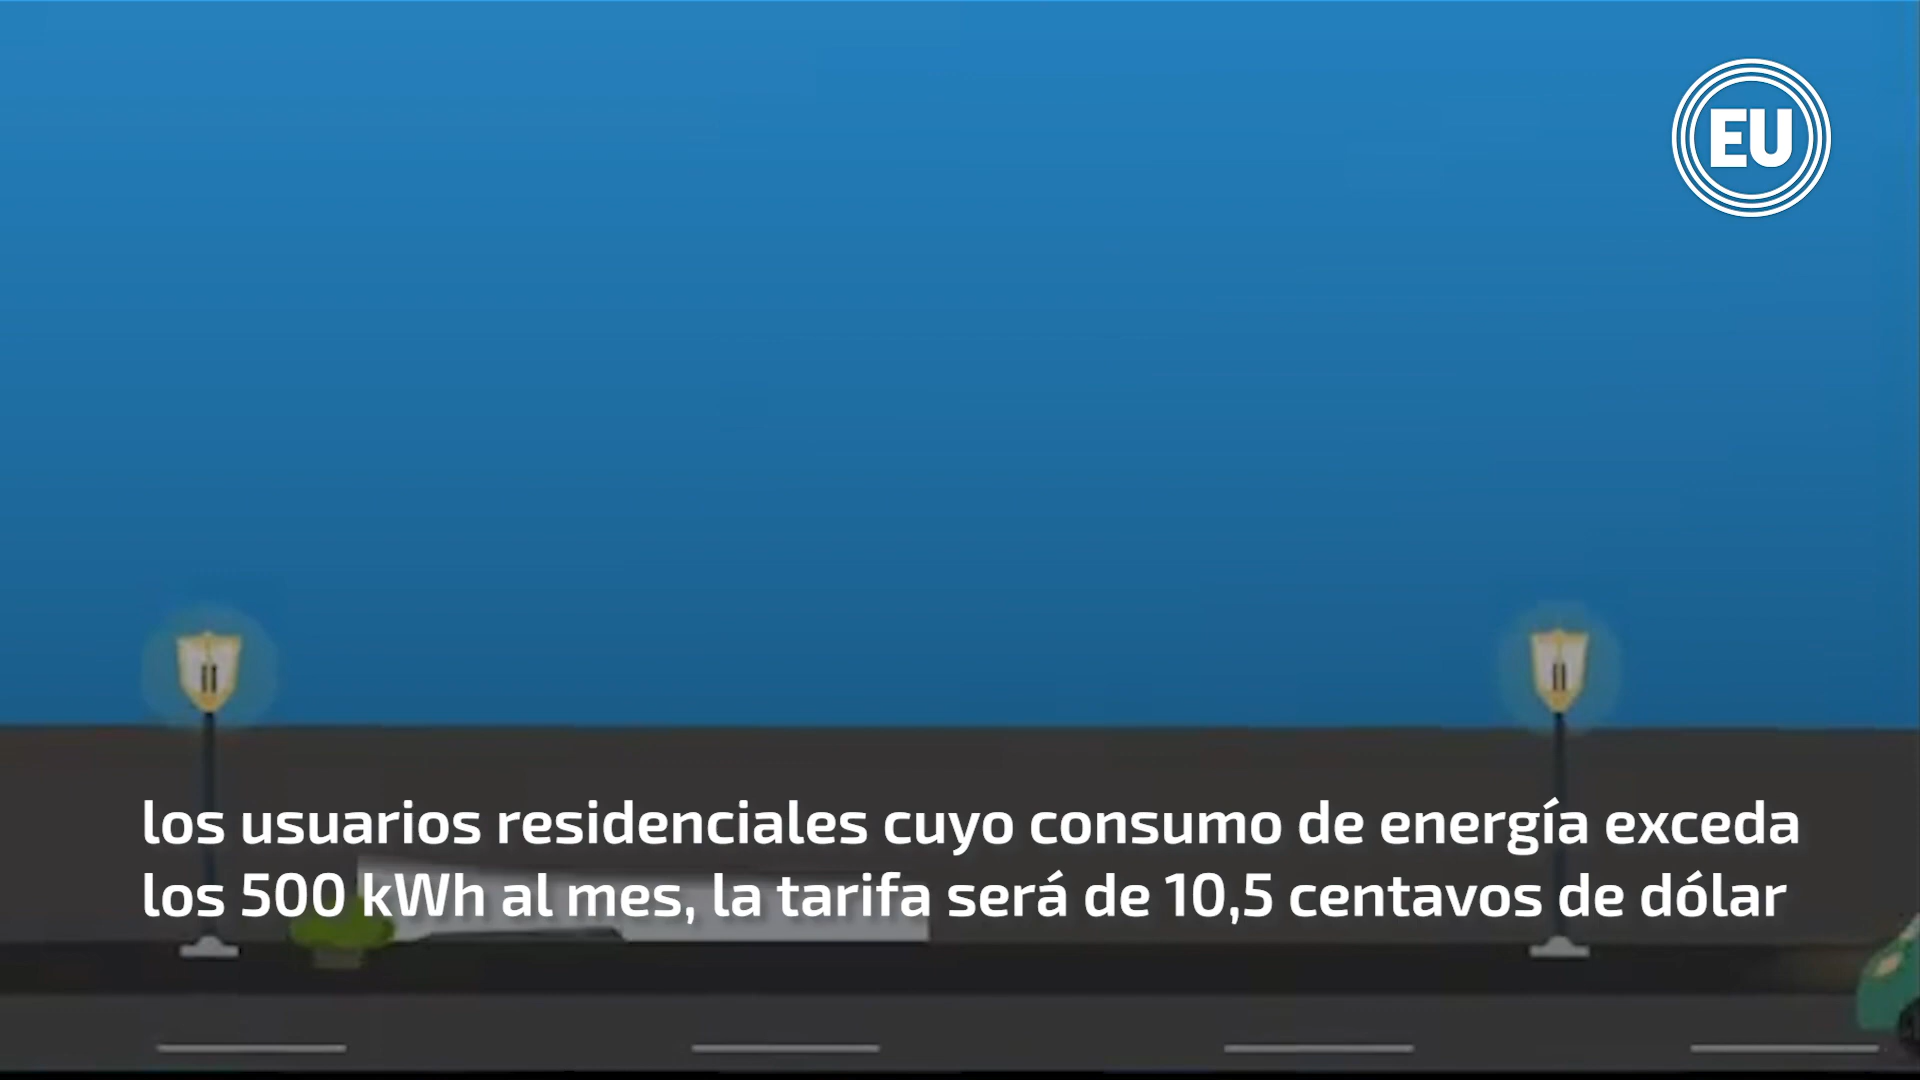 EU
los usuarios residenciales cuyo consumo de energía exceda
los 500 kWh al mes, la tarifa será de 10,5 centavos de dólar